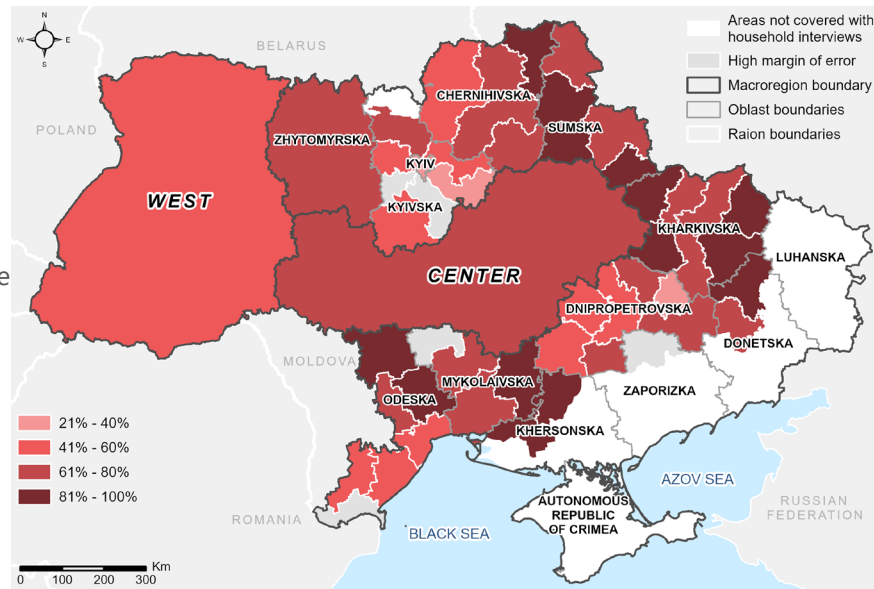 N
W
E
S
BELARUS
POLAND
Areas not covered with
household interviews
High margin of error
Macroregion boundary
Oblast boundaries
Raion boundaries
CHERNIHIVSKA
ZHYTOMYRSKA
SUMSKA
KYIV
WEST
KYIVSKA
KHARKIVSKA
LUHANSKA
e
CENTER
DNIPROPETROVSKA
DONETSKA
MOLDOVA
MYKOLAIVSKA
ZAPORIZKA
ODESKA
KHERSONSKA
21% - 40%
41% - 60%
61% - 80%
81% - 100%
AZOV SEA
AUTONOMOUS
REPUBLIC
OF CRIMEA
RUSSIAN
FEDERATION
ROMANIA
BLACK SEA
Km
0 100 200 300